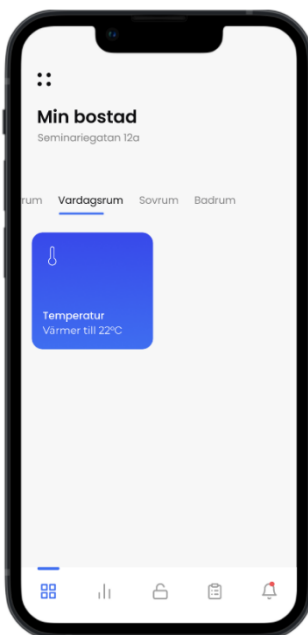 Min bostad
Seminariegatan 12a
rum Vardagsrum Sovrum Badrum
Temperatur
Värmer till 22°C